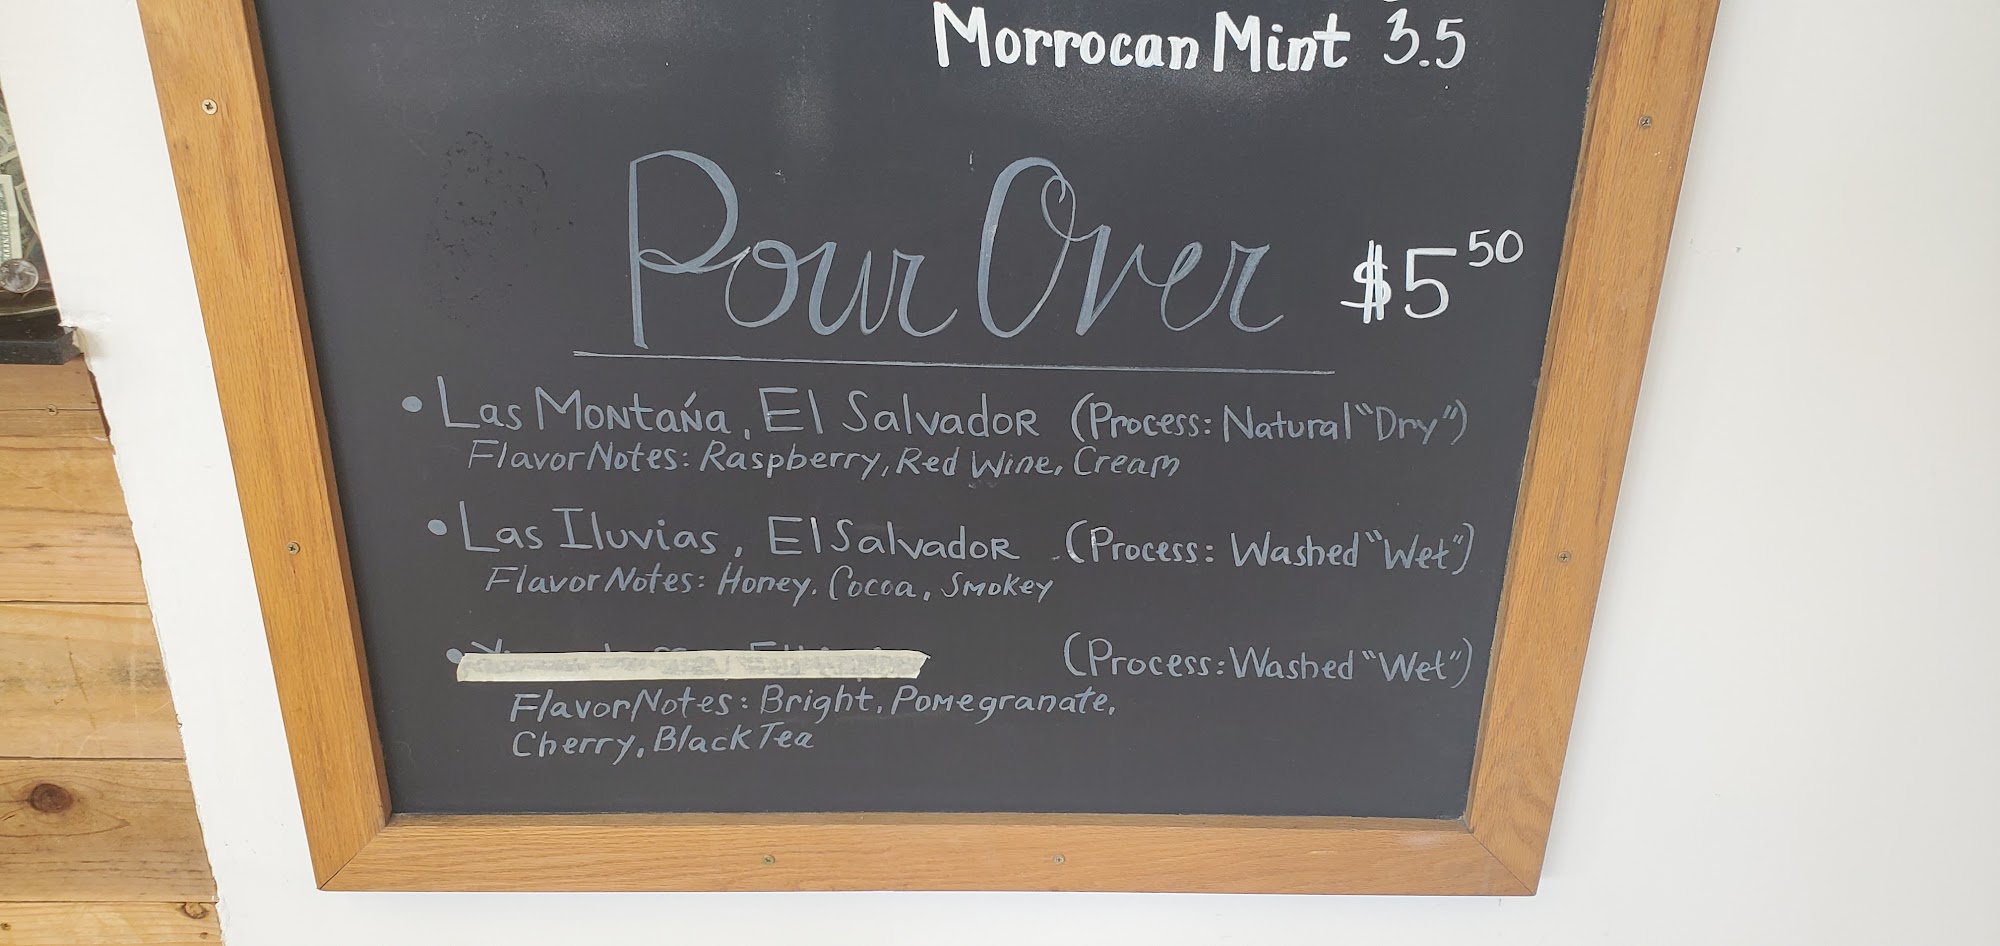 Morrocan Mint 3.5
Pour Over $5.50
• Las Montaña, El Salvador (Process: Natural "Dry")
Flavor Notes: Raspberry, Red Wine, Cream
• Las Iluvias, El Salvador (Process: Washed "Wet")
Flavor Notes: Honey, Cocoa, Smokey
• (Process: Washed "Wet")
Flavor Notes: Bright, Pomegranate,
Cherry, Black Tea